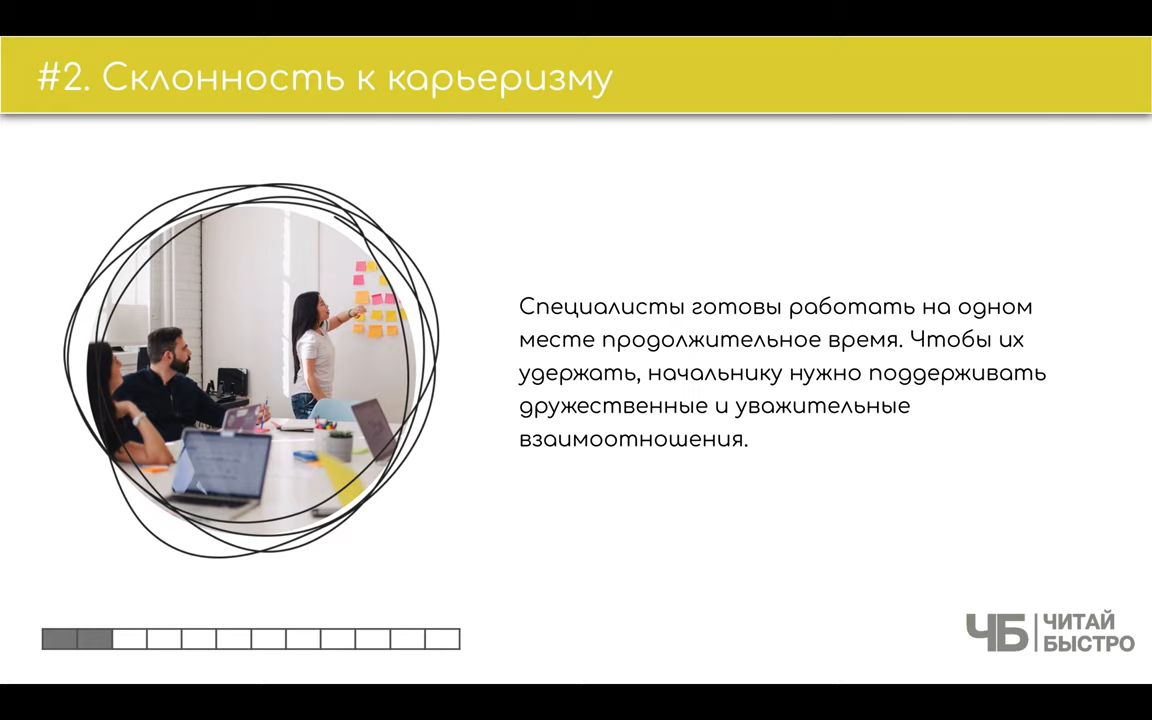 #2. Склонность к карьеризму
Специалисты готовы работать на одном
месте продолжительное время. Чтобы их
удержать, начальнику нужно поддерживать
дружественные и уважительные
взаимоотношения.
ЧБ
ЧИТАЙ
БЫСТРО